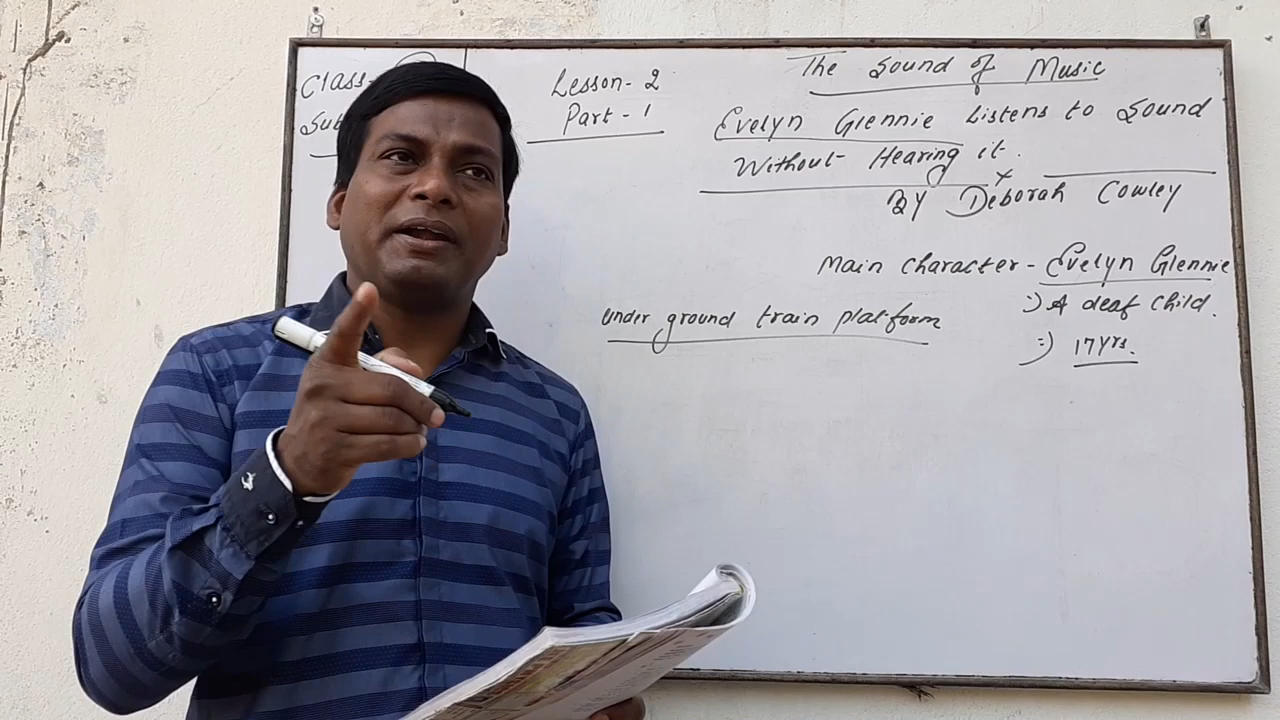 Class-
Sub
Lesson-2
Part-1
The Sound of Music
Evelyn Glennie Listens to Sound
Without Hearing it.
BY Deborah Cowley
Main Character- Evelyn Glennie
:) A deaf Child.
:) 17Yrs.
Under ground train platform